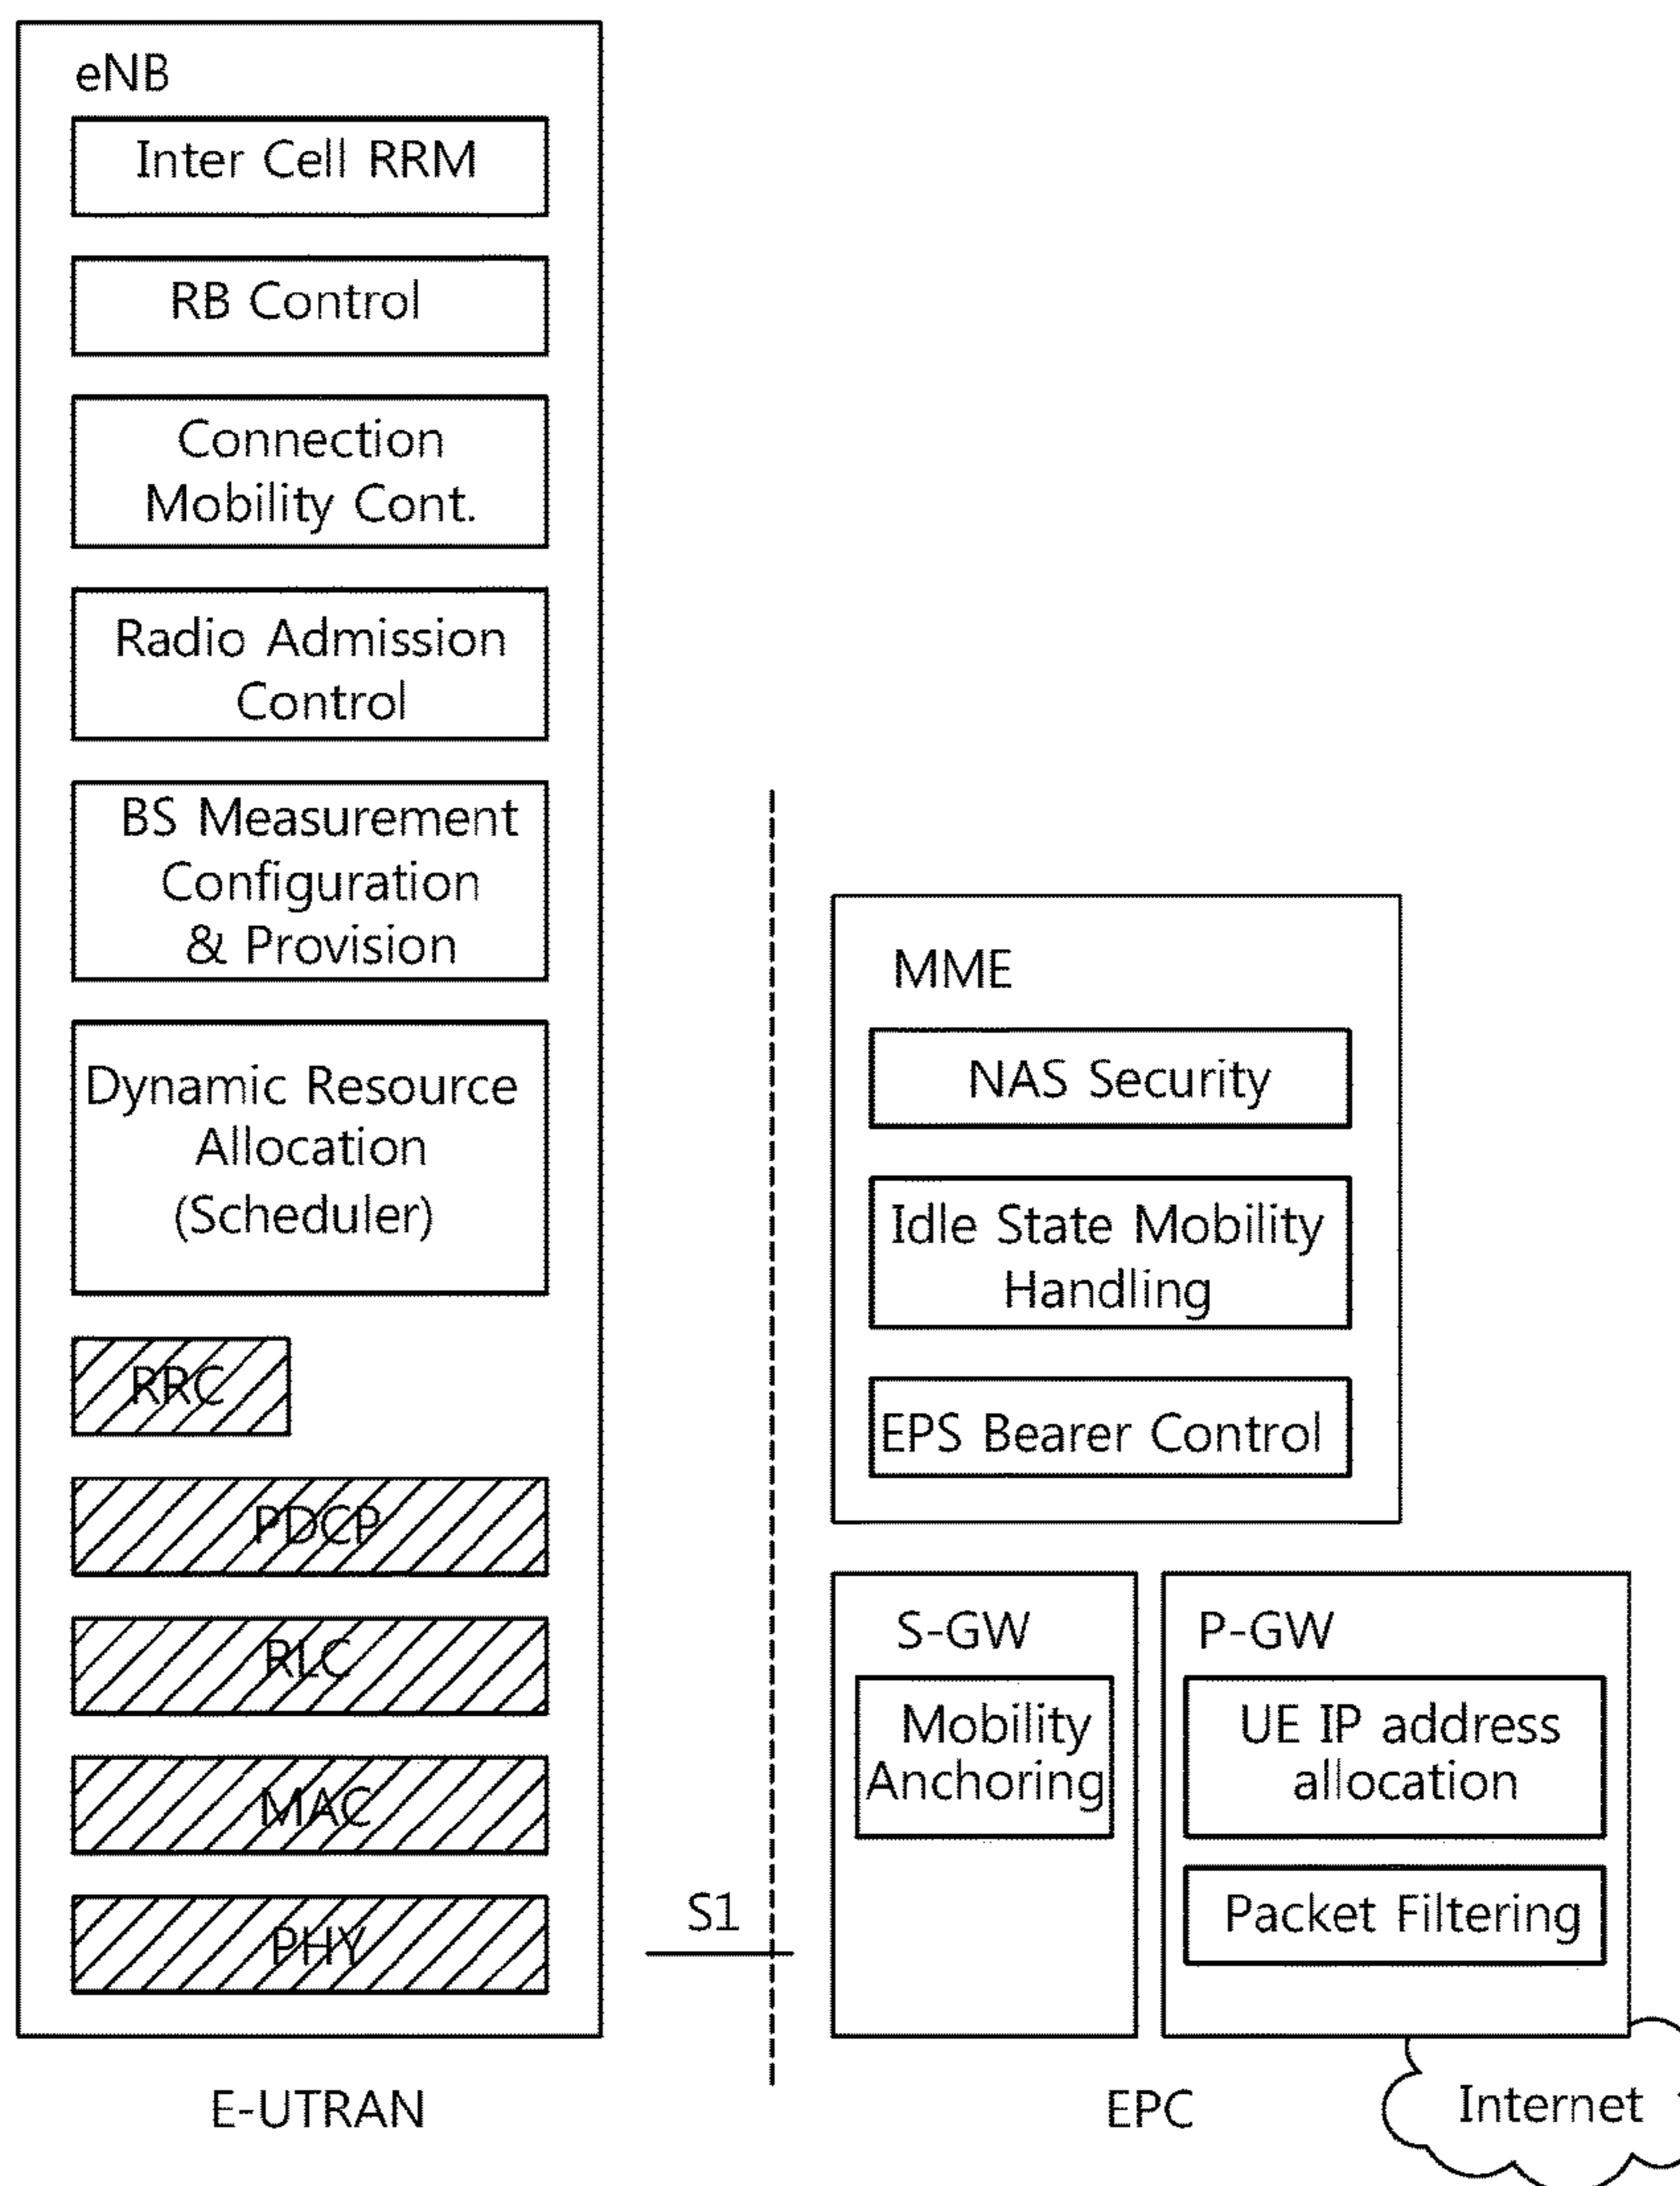 eNB
Inter Cell RRM
RB Control
Connection
Mobility Cont.
Radio Admission
Control
BS Measurement
Configuration
& Provision
Dynamic Resource
Allocation
(Scheduler)
RRC
PDCP
RLC
MAC
PHY
E-UTRAN
S1
MME
NAS Security
Idle State Mobility
Handling
EPS Bearer Control
S-GW
Mobility
Anchoring
P-GW
UE IP address
allocation
Packet Filtering
EPC
Internet